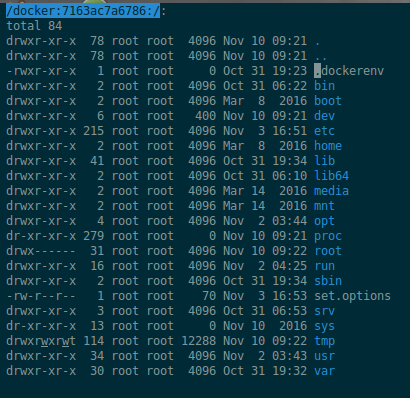 /docker:7163ac7a6786:/:
total 84
drwxr-xr-x  78 root root  4096 Nov 10 09:21 .
drwxr-xr-x  78 root root  4096 Nov 10 09:21 ..
-rwxr-xr-x   1 root root     0 Oct 31 19:23 .dockerenv
drwxr-xr-x   2 root root  4096 Oct 31 06:22 bin
drwxr-xr-x   2 root root  4096 Mar  8  2016 boot
drwxr-xr-x   6 root root   400 Nov 10 09:21 dev
drwxr-xr-x 215 root root  4096 Nov  3 16:51 etc
drwxr-xr-x   2 root root  4096 Mar  8  2016 home
drwxr-xr-x  41 root root  4096 Oct 31 19:34 lib
drwxr-xr-x   2 root root  4096 Oct 31 06:10 lib64
drwxr-xr-x   2 root root  4096 Mar 14  2016 media
drwxr-xr-x   2 root root  4096 Mar 14  2016 mnt
drwxr-xr-x   4 root root  4096 Nov  2 03:44 opt
dr-xr-xr-x 279 root root     0 Nov 10 09:21 proc
drwx------  31 root root  4096 Nov 10 09:22 root
drwxr-xr-x  16 root root  4096 Nov  2 04:25 run
drwxr-xr-x   2 root root  4096 Oct 31 19:34 sbin
-rw-r--r--   1 root root    70 Nov  3 16:53 set.options
drwxr-xr-x   3 root root  4096 Oct 31 06:53 srv
dr-xr-xr-x  13 root root     0 Nov 10  2016 sys
drwxrwxrwt 114 root root 12288 Nov 10 09:22 tmp
drwxr-xr-x  34 root root  4096 Nov  2 03:43 usr
drwxr-xr-x  30 root root  4096 Oct 31 19:32 var